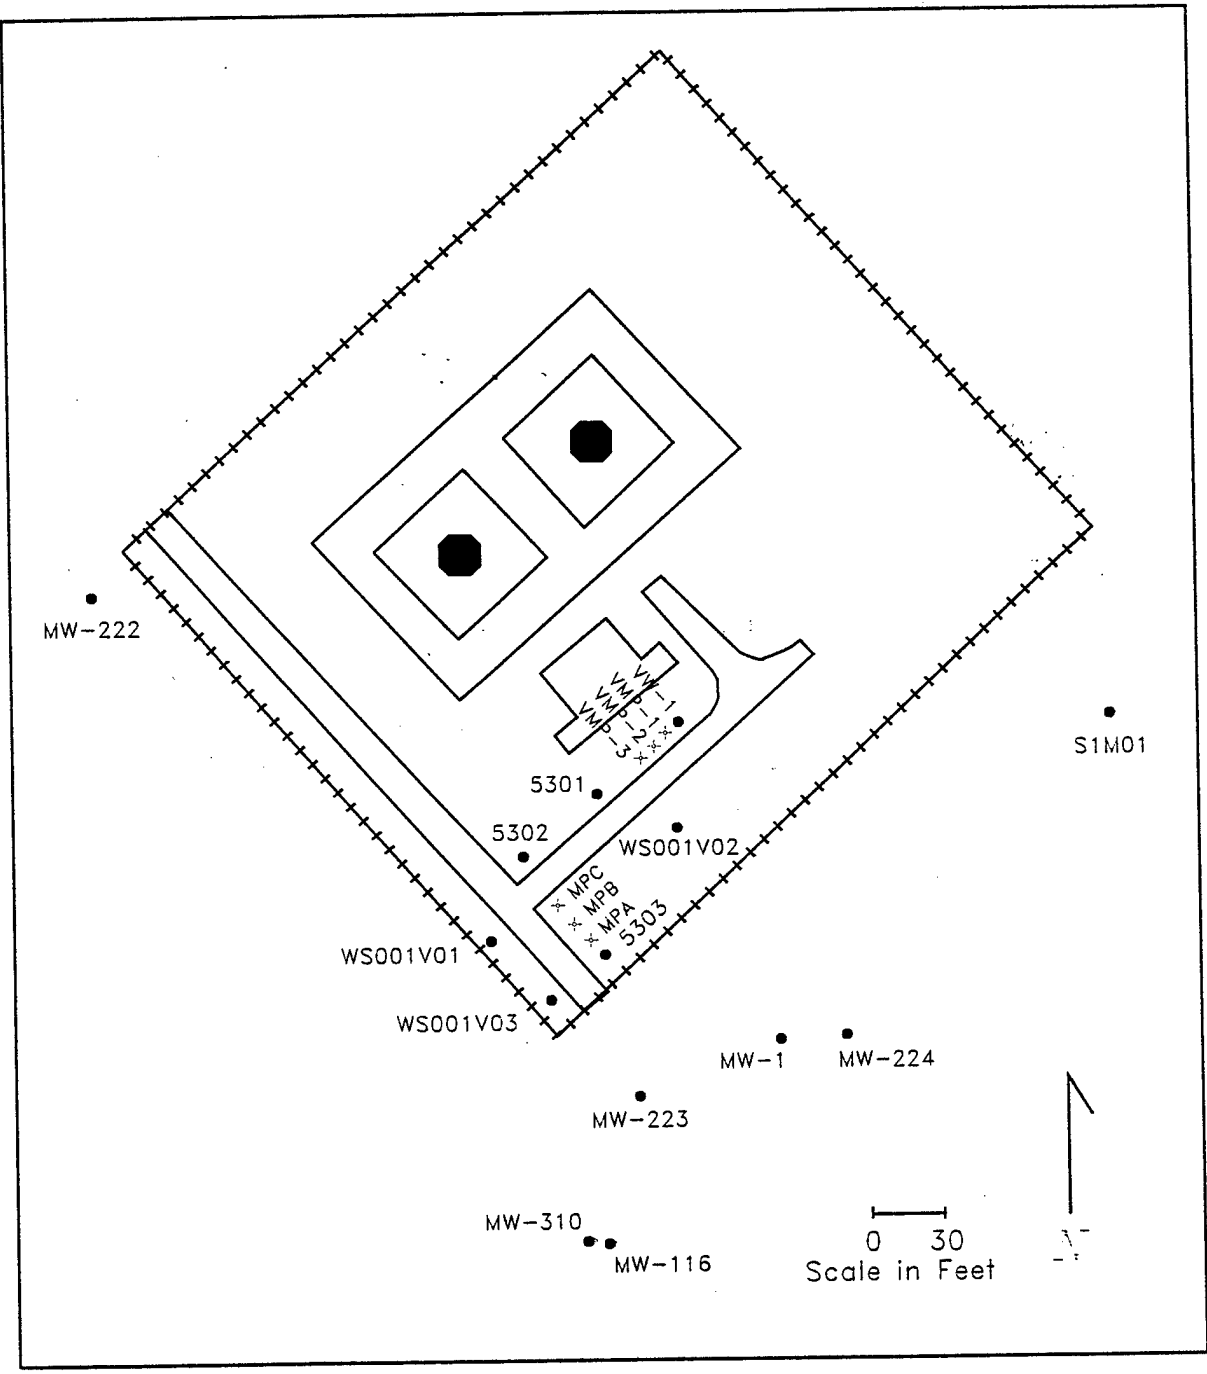 MW-222
VW-1
VMP-1
VMP-2
VMP-3
S1M01
5301
5302
WS001V02
MPC
MPB
MPA
5303
WS001V01
WS001V03
MW-1
MW-224
MW-223
MW-310
MW-116
0 30
Scale in Feet